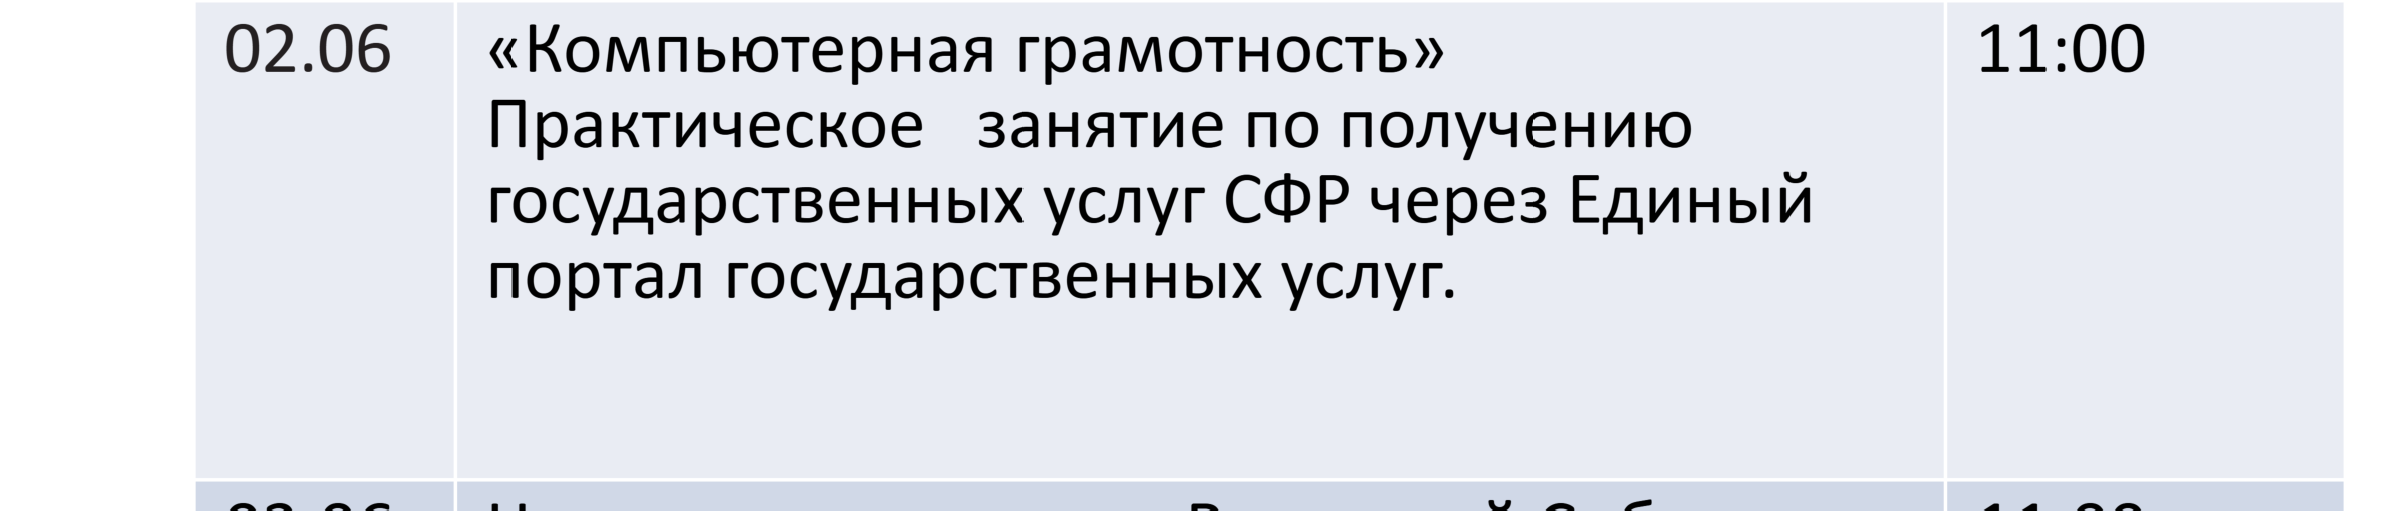 02.06 «Компьютерная грамотность» 11:00
Практическое занятие по получению
государственных услуг СФР через Единый
портал государственных услуг.